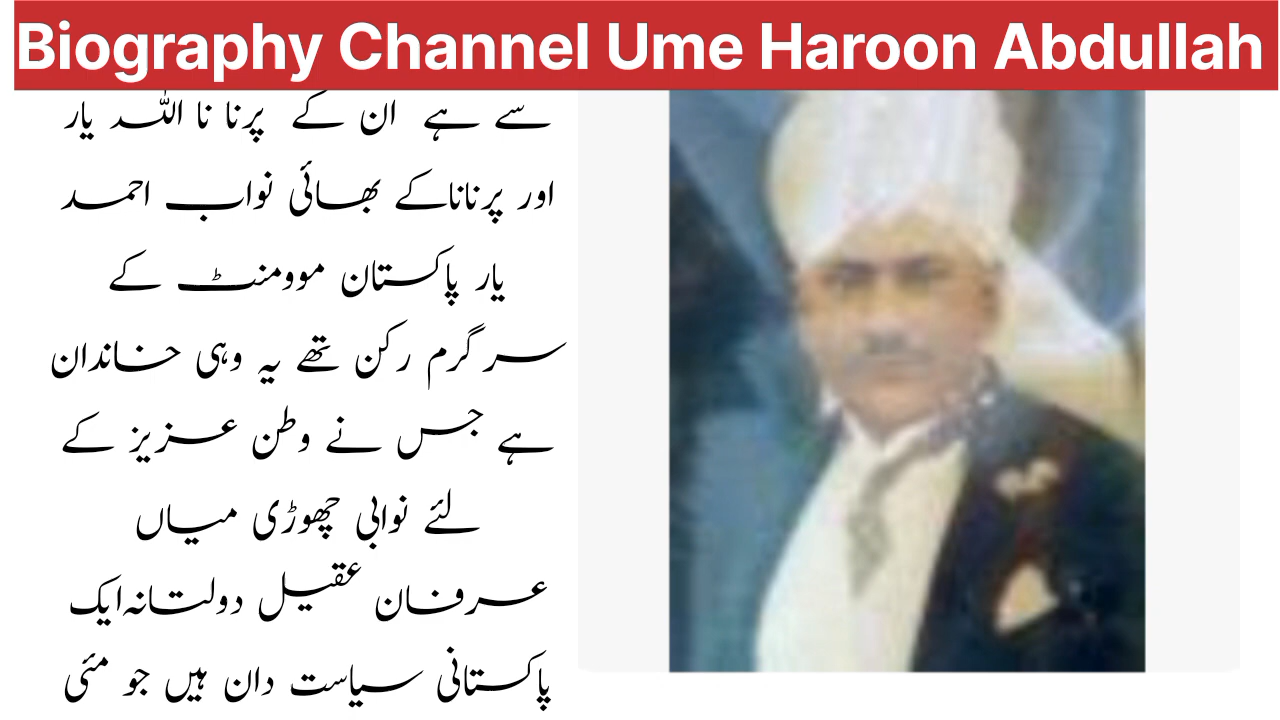 Biography Channel Ume Haroon Abdullah
سے ہے ان کے پرنا نا اللہ یار
اور پرنانا کے بھائی نواب احمد
یار پاکستان موومنٹ کے
سرگرم رکن تھے یہ وہی خاندان
ہے جس نے وطن عزیز کے
لئے نوابی چھوڑی میاں
عرفان عقیل دولتانہ ایک
پاکستانی سیاست دان ہیں جو مئی